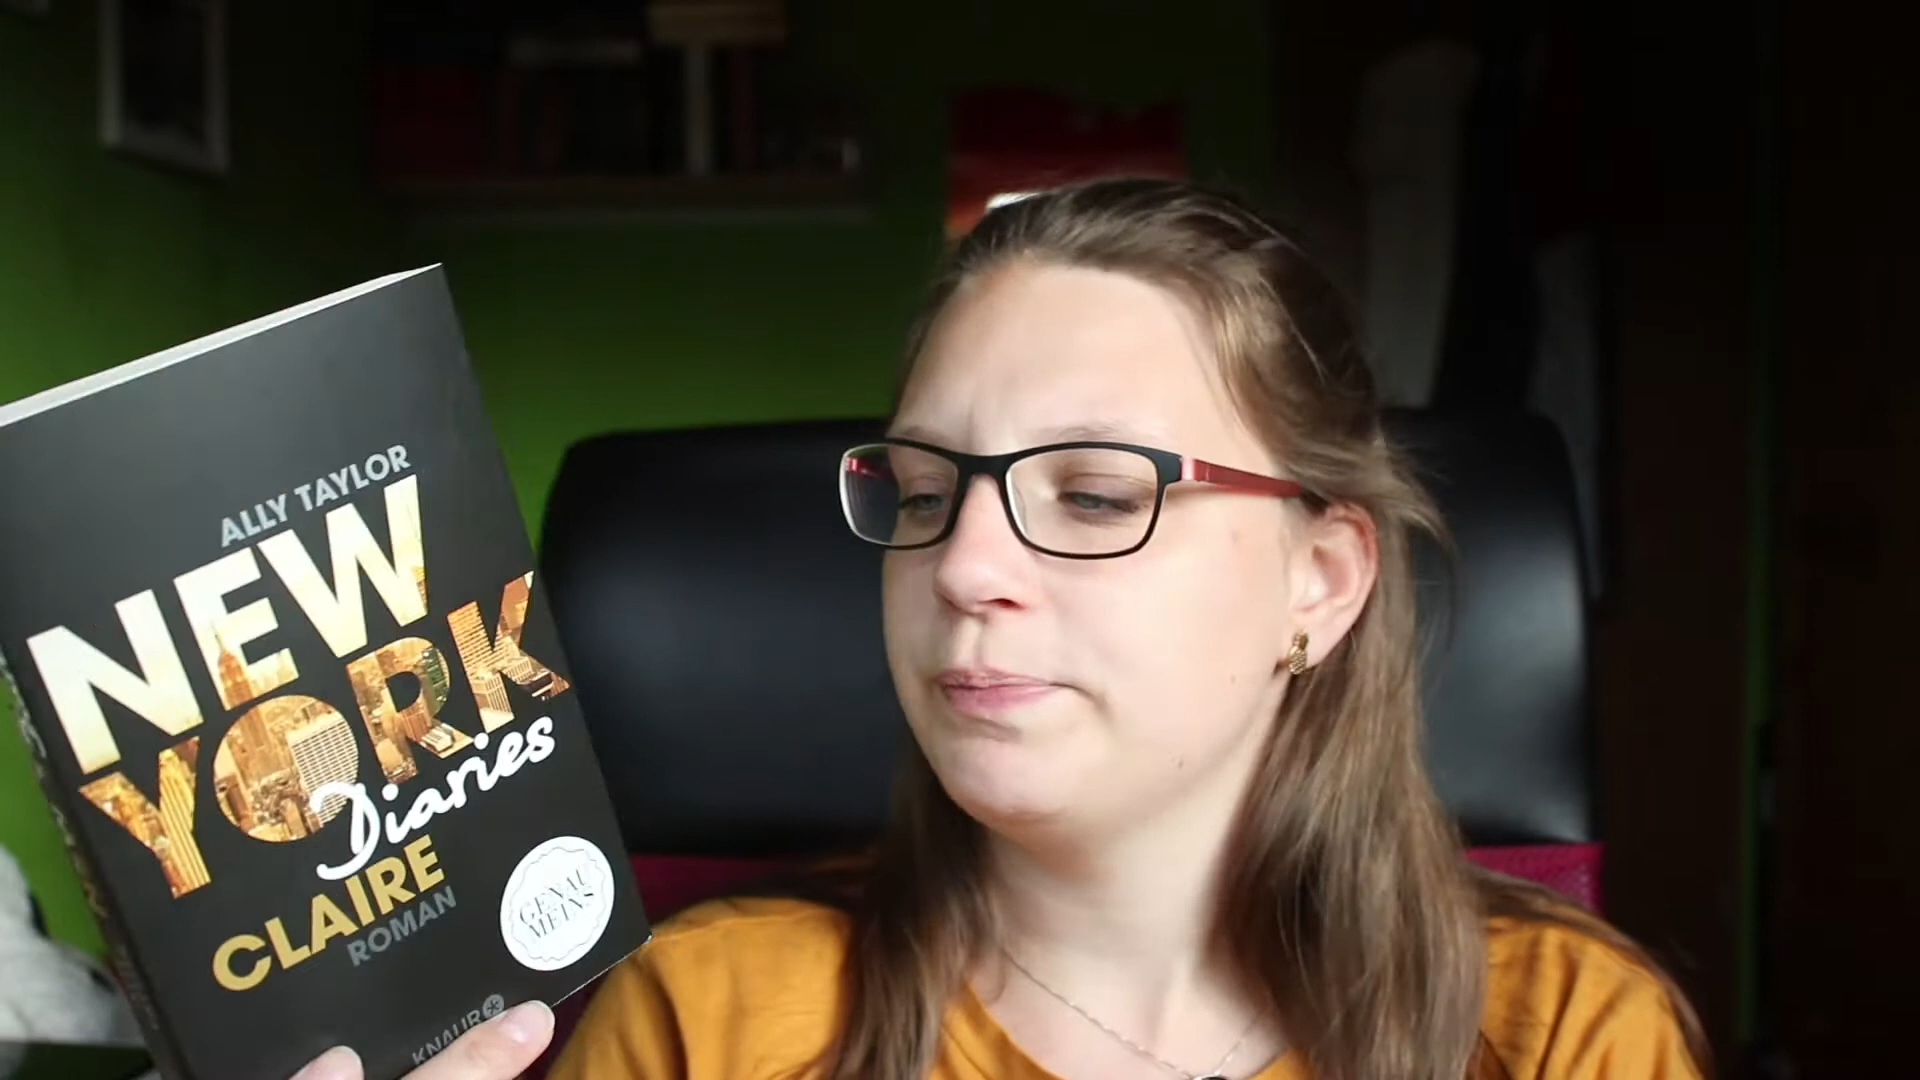 ALLY TAYLOR
NEW
YORK
Diaries
CLAIRE
ROMAN
GENAU
MEINS
KNAUR